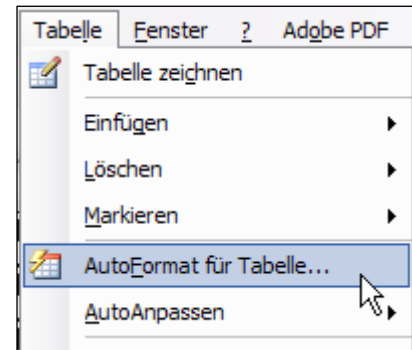 Tabelle Fenster ? Adobe PDF
Tabelle zeichnen
Einfügen
Löschen
Markieren
AutoFormat für Tabelle...
AutoAnpassen